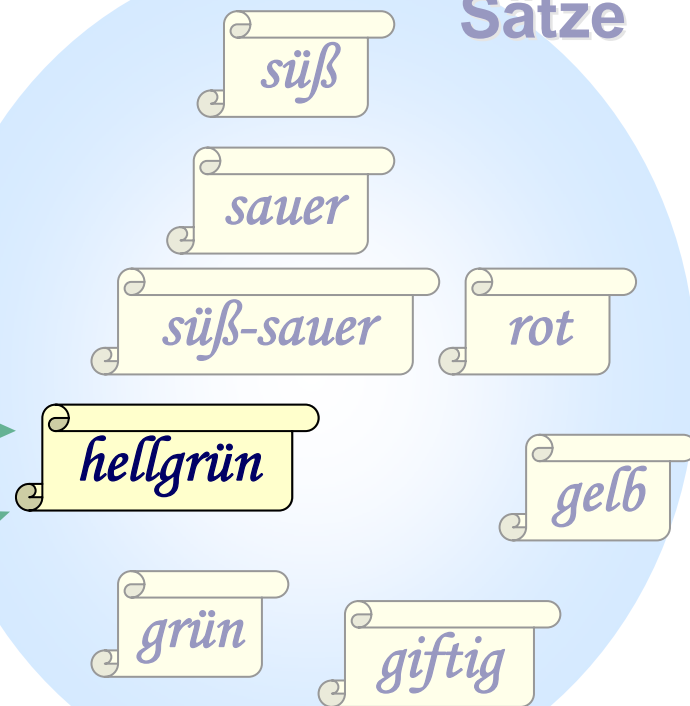 Sätze
süß
sauer
süß-sauer
rot
hellgrün
gelb
grün
giftig